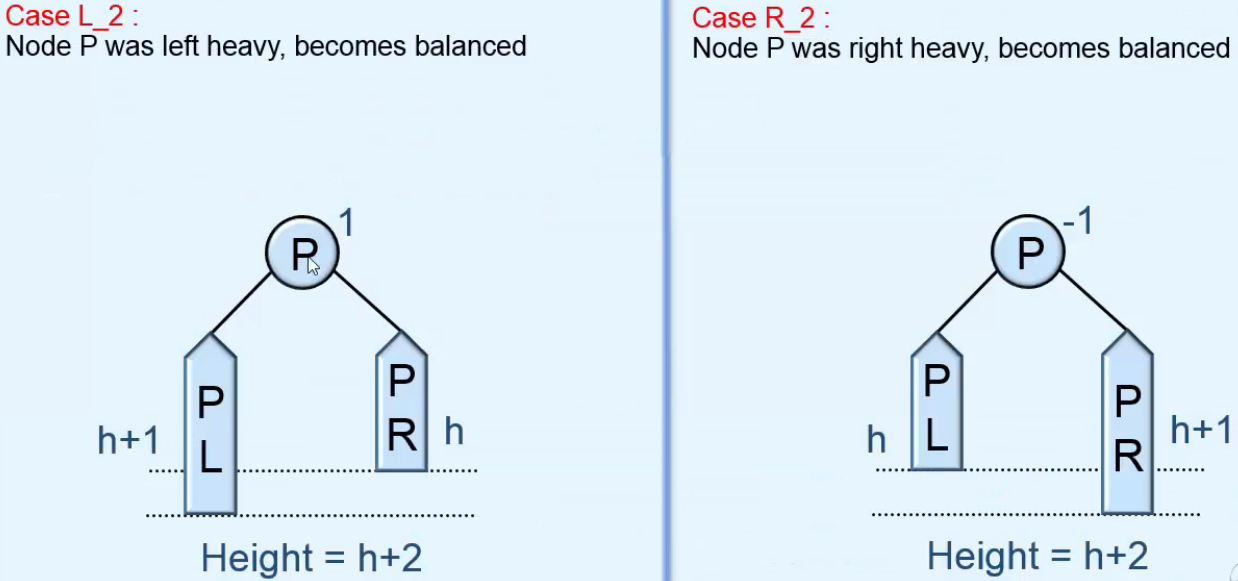 Case L_2 :
Node P was left heavy, becomes balanced
1
P
P
L
P
R
h+1
h
Height = h+2
Case R_2 :
Node P was right heavy, becomes balanced
-1
P
P
L
P
R
h
h+1
Height = h+2